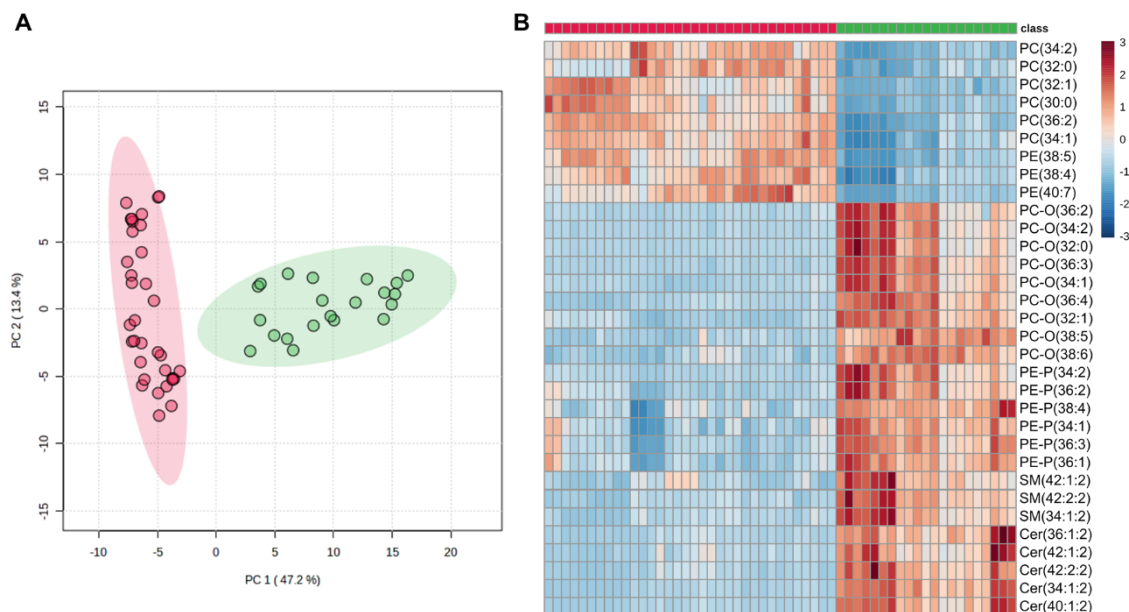 A
PC 2 ( 13.4 %)
15
10
5
0
-5
-10
-15
-10
-5
0
5
10
15
20
PC 1 ( 47.2 %)
B
class
PC(34:2)
PC(32:0)
PC(32:1)
PC(30:0)
PC(36:2)
PC(34:1)
PE(38:5)
PE(38:4)
PE(40:7)
PC-O(36:2)
PC-O(34:2)
PC-O(32:0)
PC-O(36:3)
PC-O(34:1)
PC-O(36:4)
PC-O(32:1)
PC-O(38:5)
PC-O(38:6)
PE-P(34:2)
PE-P(36:2)
PE-P(38:4)
PE-P(34:1)
PE-P(36:3)
PE-P(36:1)
SM(42:1:2)
SM(42:2:2)
SM(34:1:2)
Cer(36:1:2)
Cer(42:1:2)
Cer(42:2:2)
Cer(34:1:2)
Cer(40:1:2)
3
2
1
0
-1
-2
-3